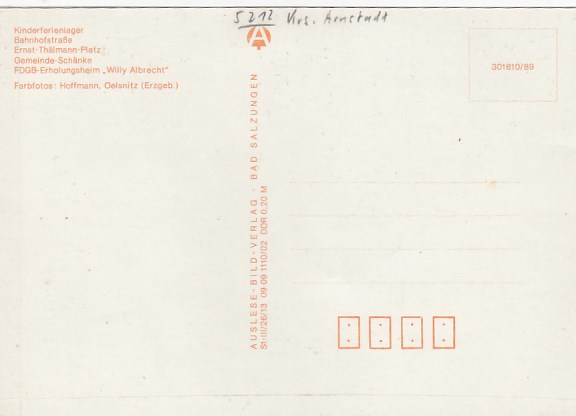 5212 Krs. Arnstadt
Kinderferienlager
Bahnhofstraße
Ernst-Thälmann-Platz
Gemeinde-Schänke
FDGB-Erholungsheim „Willy Albrecht"
Farbfotos: Hoffmann, Oelsnitz (Erzgeb.)
A
AUSLESE-BILD-VERLAG - BAD SALZUNGEN
St·III/26/13 09 09 1110/02 DDR 0,20 M
301610/89